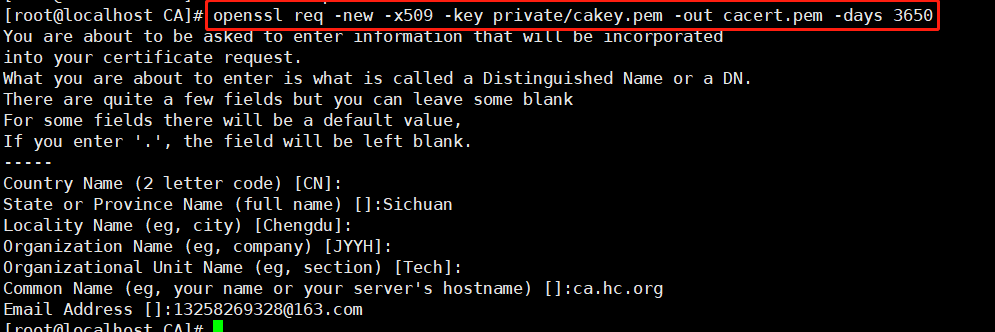 [root@localhost CA]# openssl req -new -x509 -key private/cakey.pem -out cacert.pem -days 3650
You are about to be asked to enter information that will be incorporated
into your certificate request.
What you are about to enter is what is called a Distinguished Name or a DN.
There are quite a few fields but you can leave some blank
For some fields there will be a default value,
If you enter '.', the field will be left blank.
-----
Country Name (2 letter code) [CN]:
State or Province Name (full name) []:Sichuan
Locality Name (eg, city) [Chengdu]:
Organization Name (eg, company) [JYYH]:
Organizational Unit Name (eg, section) [Tech]:
Common Name (eg, your name or your server's hostname) []:ca.hc.org
Email Address []:13258269328@163.com
[root@localhost CA]#